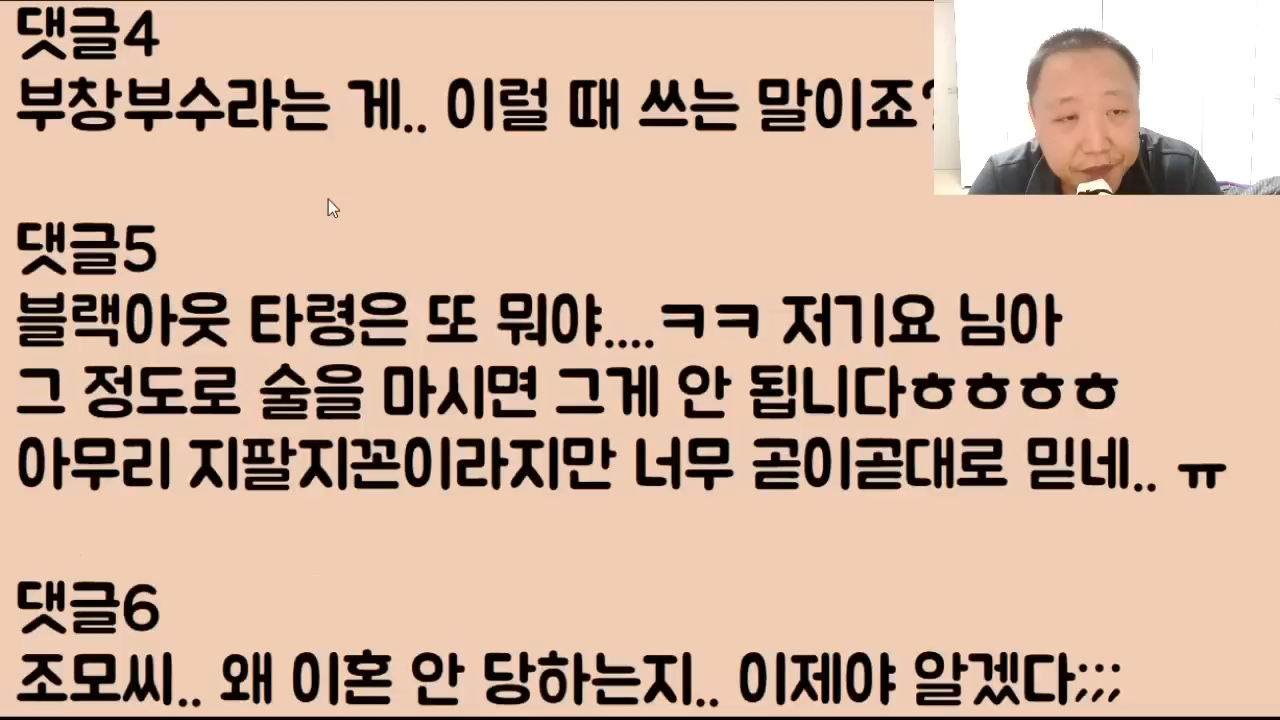 댓글4
부창부수라는 게.. 이럴 때 쓰는 말이죠?
댓글5
블랙아웃 타령은 또 뭐야....ㅋㅋ 저기요 님아
그 정도로 술을 마시면 그게 안 됩니다ㅎㅎㅎㅎ
아무리 지팔지꼰이라지만 너무 곧이곧대로 믿네.. ㅠ
댓글6
조모씨.. 왜 이혼 안 당하는지.. 이제야 알겠다;;;